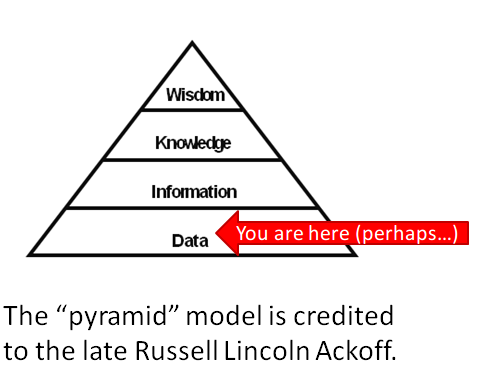 Wisdom
Knowledge
Information
Data
You are here (perhaps…)
The “pyramid” model is credited
to the late Russell Lincoln Ackoff.